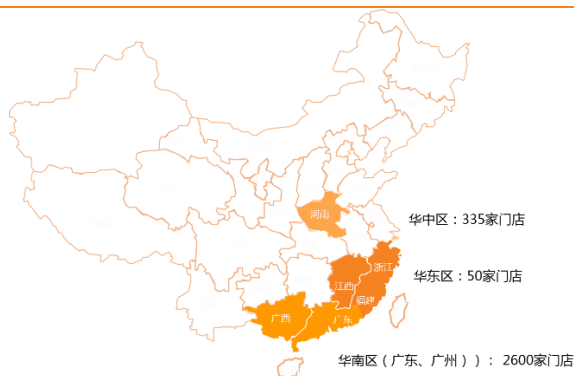 河南
华中区：335家门店
浙江
华东区：50家门店
江西
福建
广西
广东
华南区（广东、广州））： 2600家门店